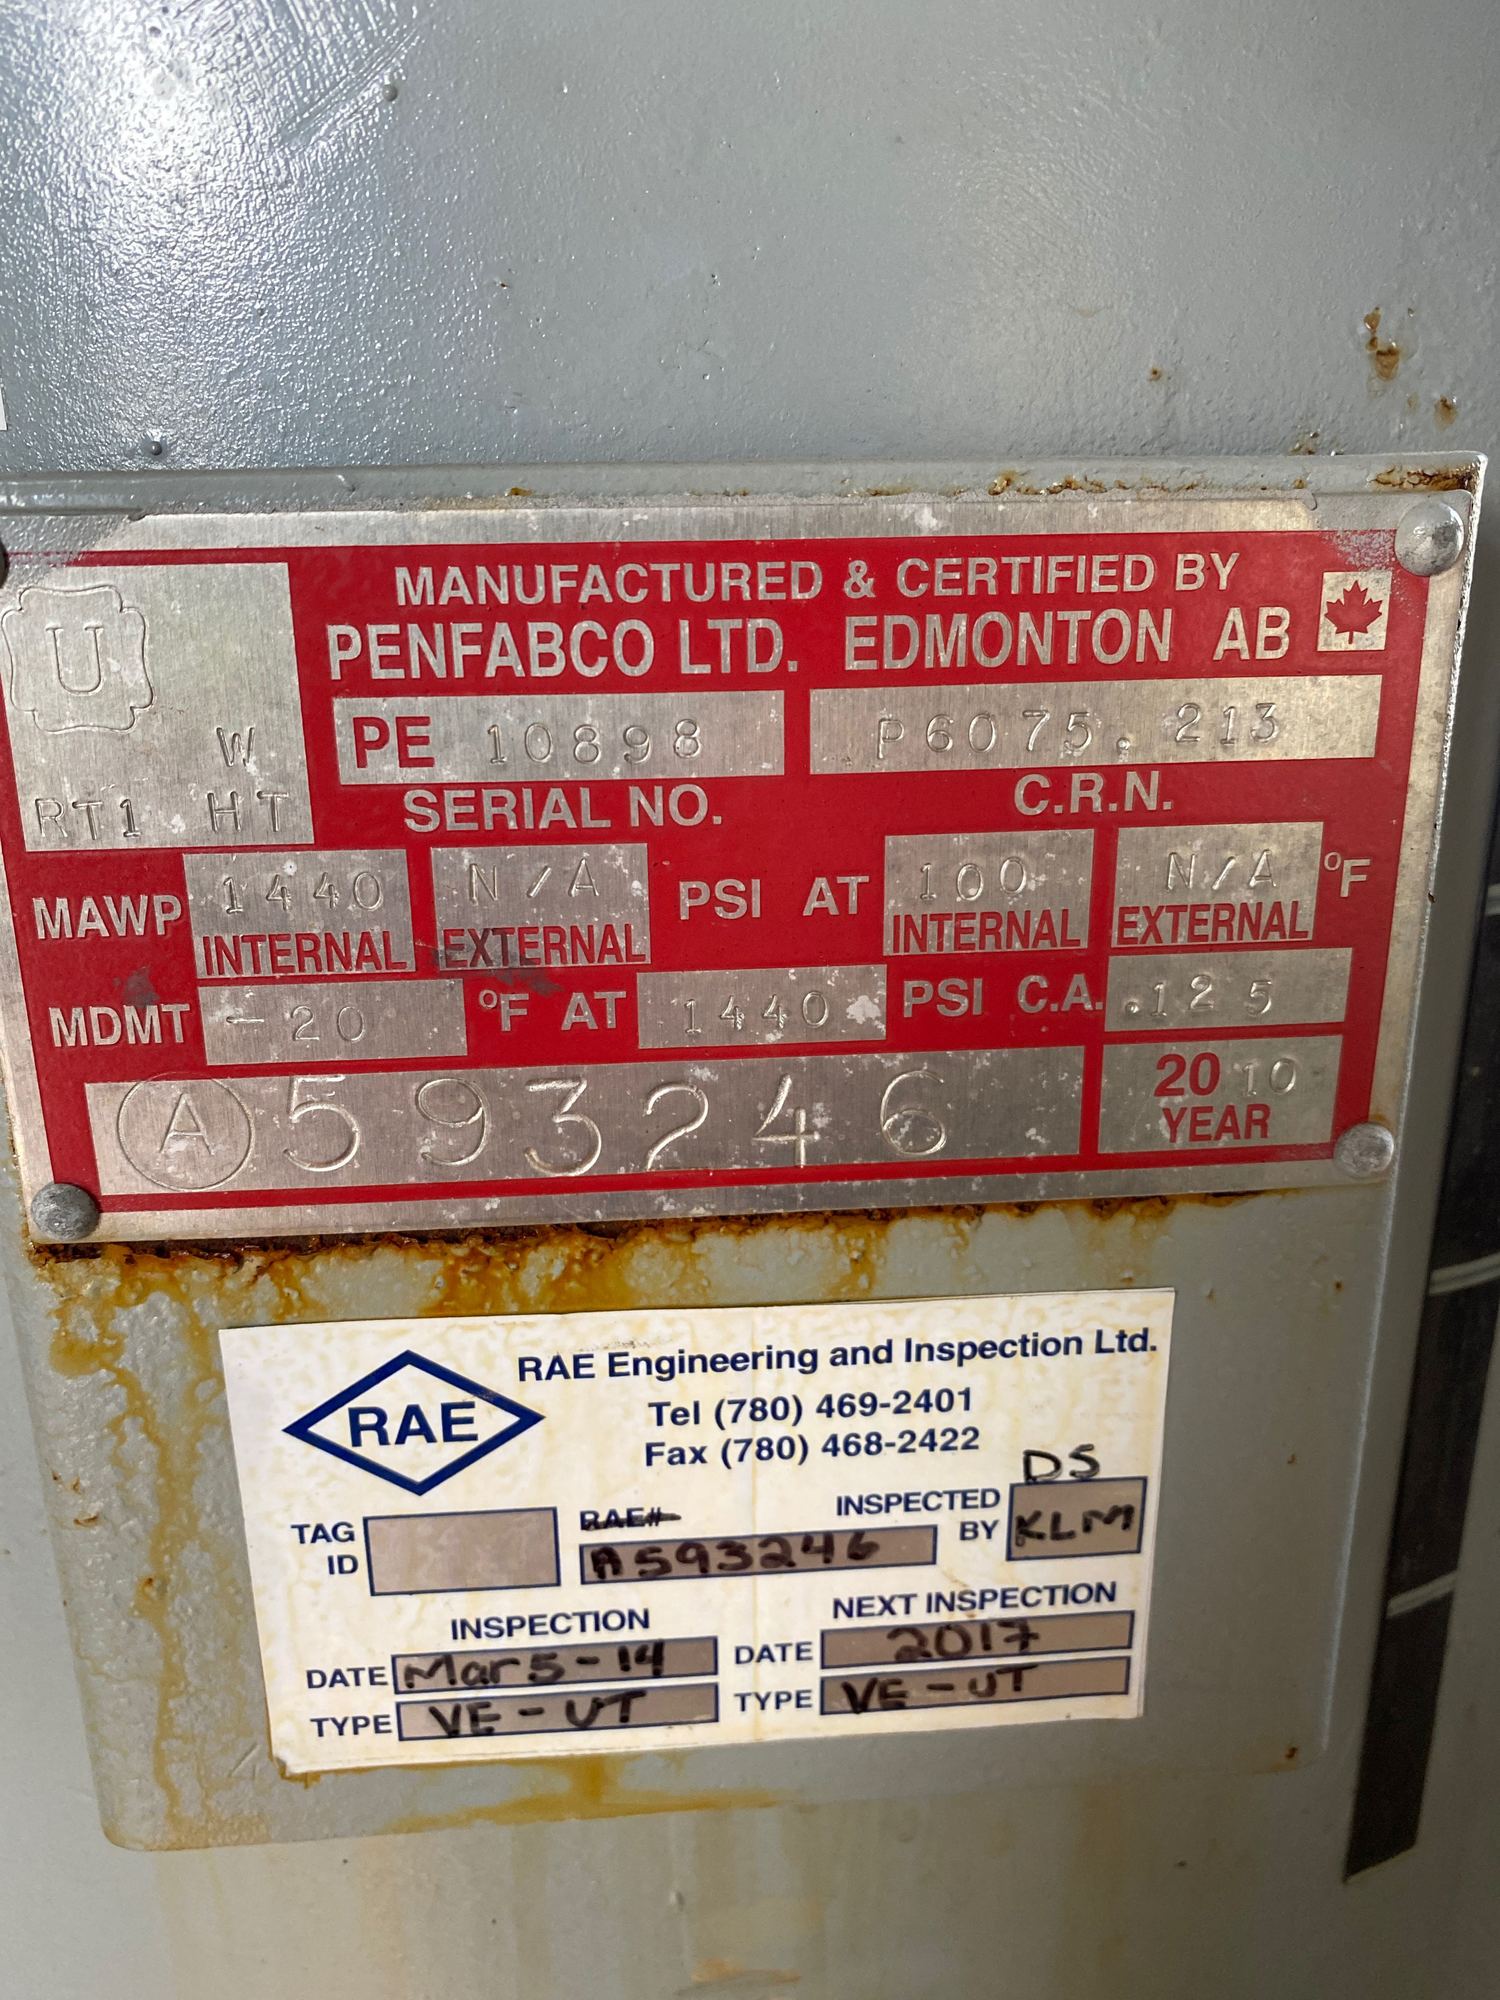 U
W
RT1 HT
MANUFACTURED & CERTIFIED BY
PENFABCO LTD. EDMONTON AB
PE 10898
P6075.213
SERIAL NO.
C.R.N.
MAWP 1440 N/A PSI AT 100 N/A °F
INTERNAL EXTERNAL INTERNAL EXTERNAL
MDMT -20 °F AT 1440 PSI C.A. .125
A 593246
2010
YEAR
RAE
RAE Engineering and Inspection Ltd.
Tel (780) 469-2401
Fax (780) 468-2422
DS
TAG ID
RAE#
A593246
INSPECTED BY KLM
INSPECTION
DATE Mar 5-14
TYPE VE-UT
NEXT INSPECTION
DATE 2017
TYPE VE-UT